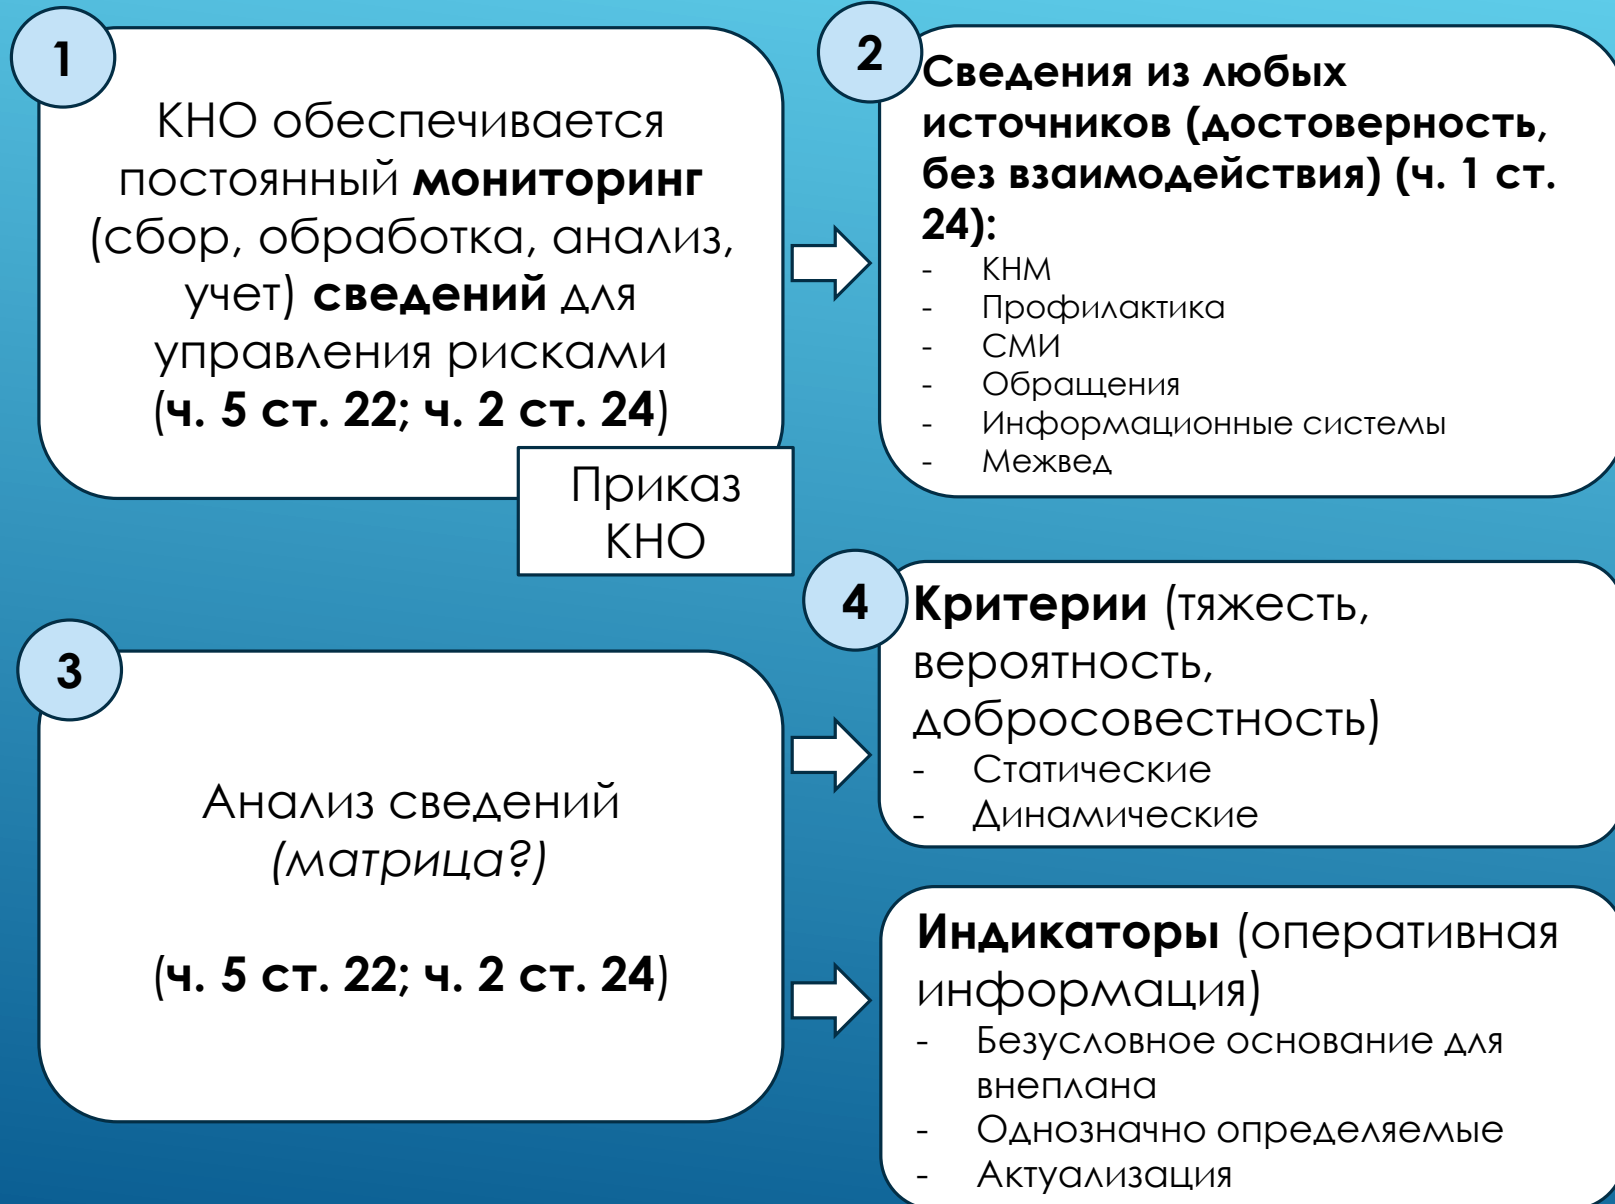 1
КНО обеспечивается
постоянный мониторинг
(сбор, обработка, анализ,
учет) сведений для
управления рисками
(ч. 5 ст. 22; ч. 2 ст. 24)
Приказ
КНО
2
Сведения из любых
источников (достоверность,
без взаимодействия) (ч. 1 ст.
24):
- КНМ
- Профилактика
- СМИ
- Обращения
- Информационные системы
- Межвед
3
Анализ сведений
(матрица?)
(ч. 5 ст. 22; ч. 2 ст. 24)
4
Критерии (тяжесть,
вероятность,
добросовестность)
- Статические
- Динамические
Индикаторы (оперативная
информация)
- Безусловное основание для
внеплана
- Однозначно определяемые
- Актуализация